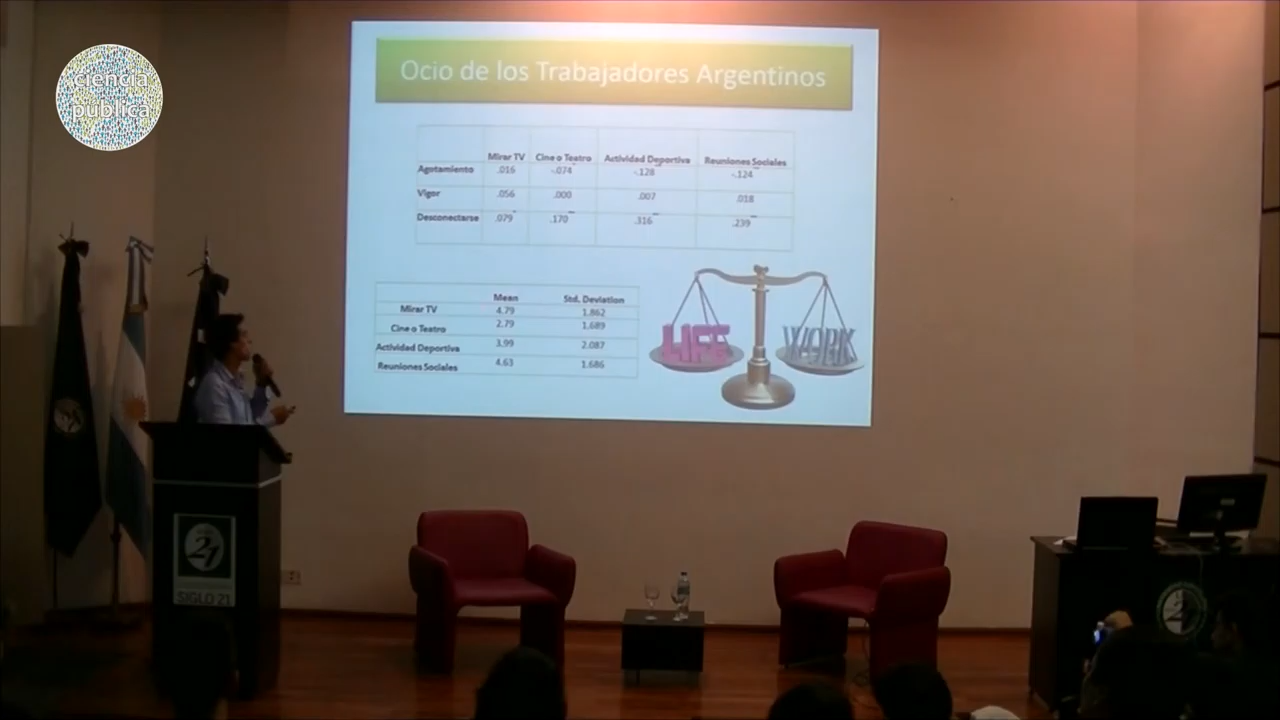 ciencia
pública
Ocio de los Trabajadores Argentinos
Mirar TV Cine o Teatro Actividad Deportiva Reuniones Sociales
Agotamiento .016 -.074 -.128 -.124
Vigor .056 .000 .007 .018
Desconectarse .079 .170 .316 .239
Mean Std. Deviation
Mirar TV 4.79 1.862
Cine o Teatro 2.79 1.689
Actividad Deportiva 3.99 2.087
Reuniones Sociales 4.63 1.686
LIFE WORK
21
SIGLO 21